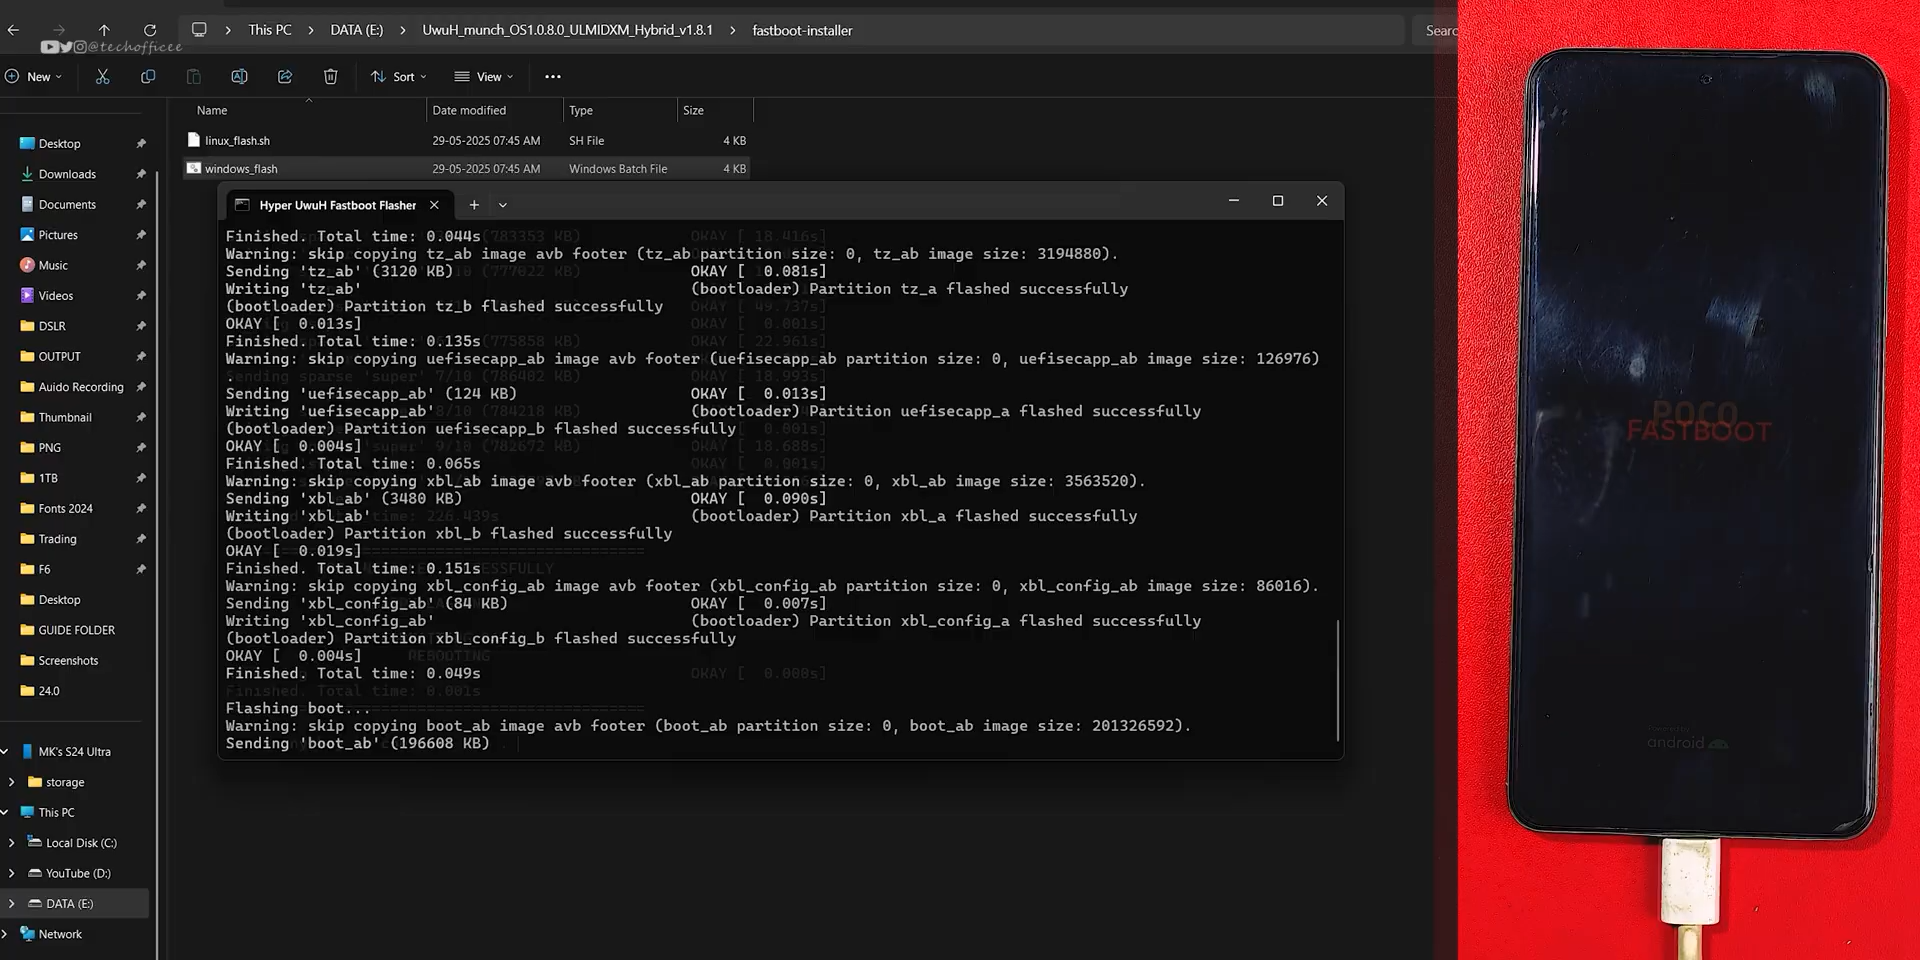 This PC > DATA (E:) > UwuH_munch_OS1.0.8.0_ULMIDXM_Hybrid_v1.8.1 > fastboot-installer
Searc
@techofficee
New
Sort
View
Name Date modified Type Size
linux_flash.sh 29-05-2025 07:45 AM SH File 4 KB
windows_flash 29-05-2025 07:45 AM Windows Batch File 4 KB
Desktop
Downloads
Documents
Pictures
Music
Videos
DSLR
OUTPUT
Auido Recording
Thumbnail
PNG
1TB
Fonts 2024
Trading
F6
Desktop
GUIDE FOLDER
Screenshots
24.0
MK's S24 Ultra
storage
This PC
Local Disk (C:)
YouTube (D:)
DATA (E:)
Network
Hyper UwuH Fastboot Flasher
Finished. Total time: 0.044s
Warning: skip copying tz_ab image avb footer (tz_ab partition size: 0, tz_ab image size: 3194880).
Sending 'tz_ab' (3120 KB) OKAY [ 0.081s]
Writing 'tz_ab' (bootloader) Partition tz_a flashed successfully
(bootloader) Partition tz_b flashed successfully
OKAY [ 0.013s]
Finished. Total time: 0.135s
Warning: skip copying uefisecapp_ab image avb footer (uefisecapp_ab partition size: 0, uefisecapp_ab image size: 126976)
.
Sending 'uefisecapp_ab' (124 KB) OKAY [ 0.013s]
Writing 'uefisecapp_ab' (bootloader) Partition uefisecapp_a flashed successfully
(bootloader) Partition uefisecapp_b flashed successfully
OKAY [ 0.004s]
Finished. Total time: 0.065s
Warning: skip copying xbl_ab image avb footer (xbl_ab partition size: 0, xbl_ab image size: 3563520).
Sending 'xbl_ab' (3480 KB) OKAY [ 0.090s]
Writing 'xbl_ab' (bootloader) Partition xbl_a flashed successfully
(bootloader) Partition xbl_b flashed successfully
OKAY [ 0.019s]
Finished. Total time: 0.151s
Warning: skip copying xbl_config_ab image avb footer (xbl_config_ab partition size: 0, xbl_config_ab image size: 86016).
Sending 'xbl_config_ab' (84 KB) OKAY [ 0.007s]
Writing 'xbl_config_ab' (bootloader) Partition xbl_config_a flashed successfully
(bootloader) Partition xbl_config_b flashed successfully
OKAY [ 0.004s]
Finished. Total time: 0.049s
Flashing boot...
Warning: skip copying boot_ab image avb footer (boot_ab partition size: 0, boot_ab image size: 201326592).
Sending 'boot_ab' (196608 KB)
POCO
FASTBOOT
android